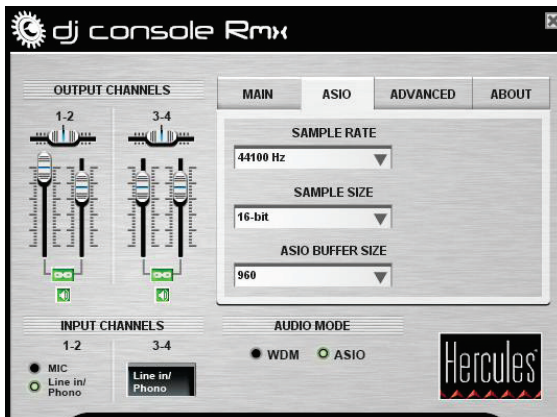 dj console Rmx
OUTPUT CHANNELS
1-2
3-4
MAIN
ASIO
ADVANCED
ABOUT
SAMPLE RATE
44100 Hz
SAMPLE SIZE
16-bit
ASIO BUFFER SIZE
960
INPUT CHANNELS
1-2
3-4
MIC
Line in/
Phono
Line in/
Phono
AUDIO MODE
WDM
ASIO
Hercules